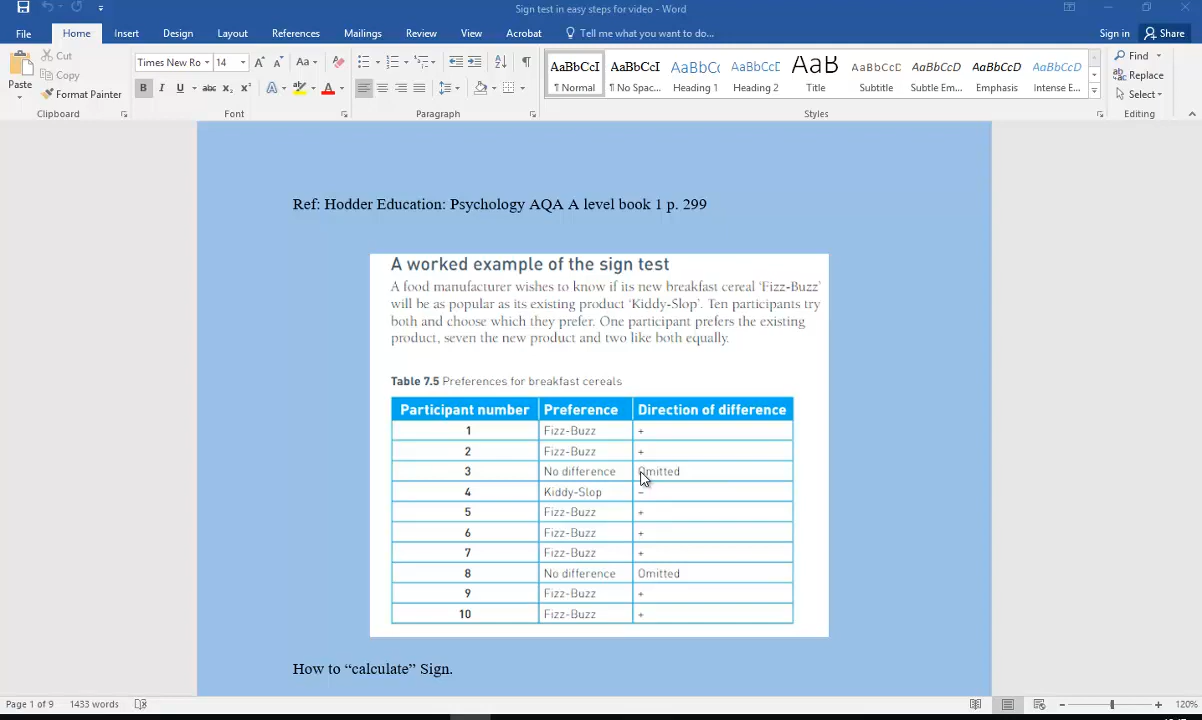 Sign test in easy steps for video - Word
File Home Insert Design Layout References Mailings Review View Acrobat Tell me what you want to do... Sign in Share
Paste
Cut
Copy
Format Painter
Clipboard
Times New Ro 14
Font
Paragraph
AaBbCcI AaBbCcI AaBbCc AaBbCcC AaB AaBbCcC AaBbCcD AaBbCcD AaBbCcD
¶ Normal ¶ No Spac... Heading 1 Heading 2 Title Subtitle Subtle Em... Emphasis Intense E...
Styles
Find
Replace
Select
Editing
Ref: Hodder Education: Psychology AQA A level book 1 p. 299
A worked example of the sign test
A food manufacturer wishes to know if its new breakfast cereal ‘Fizz-Buzz’
will be as popular as its existing product ‘Kiddy-Slop’. Ten participants try
both and choose which they prefer. One participant prefers the existing
product, seven the new product and two like both equally.
Table 7.5 Preferences for breakfast cereals
Participant number Preference Direction of difference
1 Fizz-Buzz +
2 Fizz-Buzz +
3 No difference Omitted
4 Kiddy-Slop –
5 Fizz-Buzz +
6 Fizz-Buzz +
7 Fizz-Buzz +
8 No difference Omitted
9 Fizz-Buzz +
10 Fizz-Buzz +
How to “calculate” Sign.
Page 1 of 9 1433 words 120%